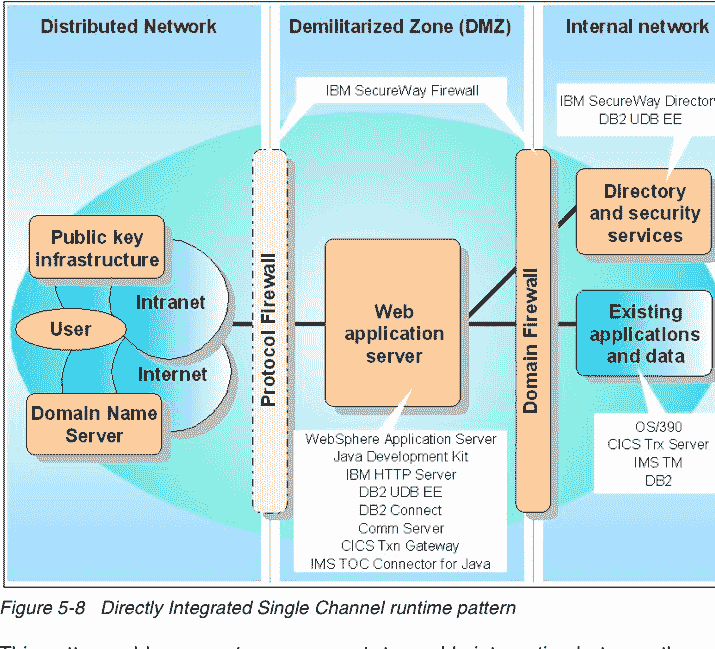 Distributed Network
Demilitarized Zone (DMZ)
Internal network
IBM SecureWay Firewall
IBM SecureWay Directory
DB2 UDB EE
Public key
infrastructure
Intranet
User
Internet
Domain Name
Server
Protocol Firewall
Web
application
server
Domain Firewall
Directory
and security
services
Existing
applications
and data
WebSphere Application Server
Java Development Kit
IBM HTTP Server
DB2 UDB EE
DB2 Connect
Comm Server
CICS Txn Gateway
IMS TOC Connector for Java
OS/390
CICS Trx Server
IMS TM
DB2
Figure 5-8 Directly Integrated Single Channel runtime pattern